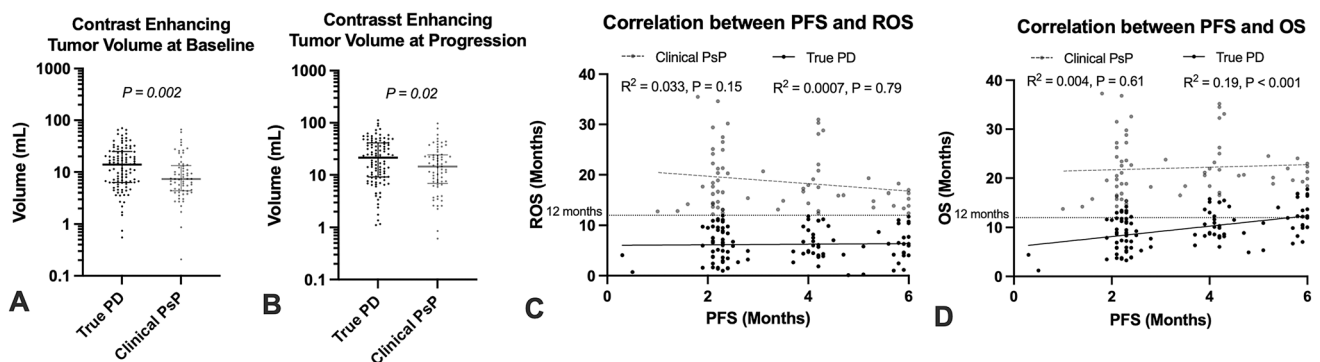 Contrast Enhancing
Tumor Volume at Baseline
1000
100
10
1
0.1
Volume (mL)
P = 0.002
True PD
Clinical PsP
A
Contrasst Enhancing
Tumor Volume at Progression
1000
100
10
1
0.1
Volume (mL)
P = 0.02
True PD
Clinical PsP
B
Correlation between PFS and ROS
Clinical PsP
True PD
R² = 0.033, P = 0.15
R² = 0.0007, P = 0.79
40
30
20
12 months
10
0
ROS (Months)
0 2 4 6
PFS (Months)
C
Correlation between PFS and OS
Clinical PsP
True PD
R² = 0.004, P = 0.61
R² = 0.19, P < 0.001
40
30
20
12 months
10
0
OS (Months)
0 2 4 6
PFS (Months)
D